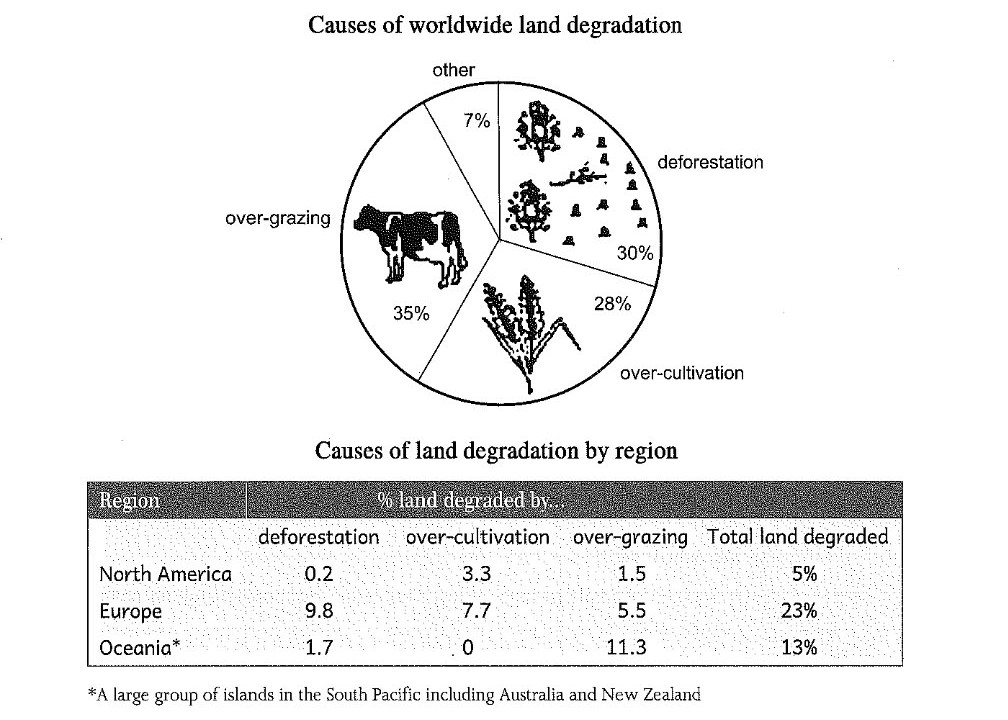 Causes of worldwide land degradation
other
7%
deforestation
over-grazing
30%
28%
35%
over-cultivation
Causes of land degradation by region
Region % land degraded by...
deforestation over-cultivation over-grazing Total land degraded
North America 0.2 3.3 1.5 5%
Europe 9.8 7.7 5.5 23%
Oceania* 1.7 0 11.3 13%
*A large group of islands in the South Pacific including Australia and New Zealand